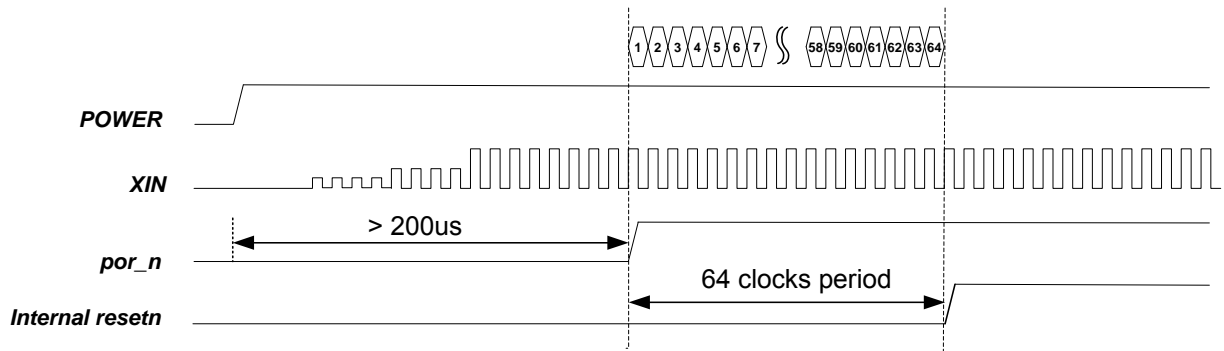 1 2 3 4 5 6 7 58 59 60 61 62 63 64
POWER
XIN
> 200us
por_n
64 clocks period
Internal resetn